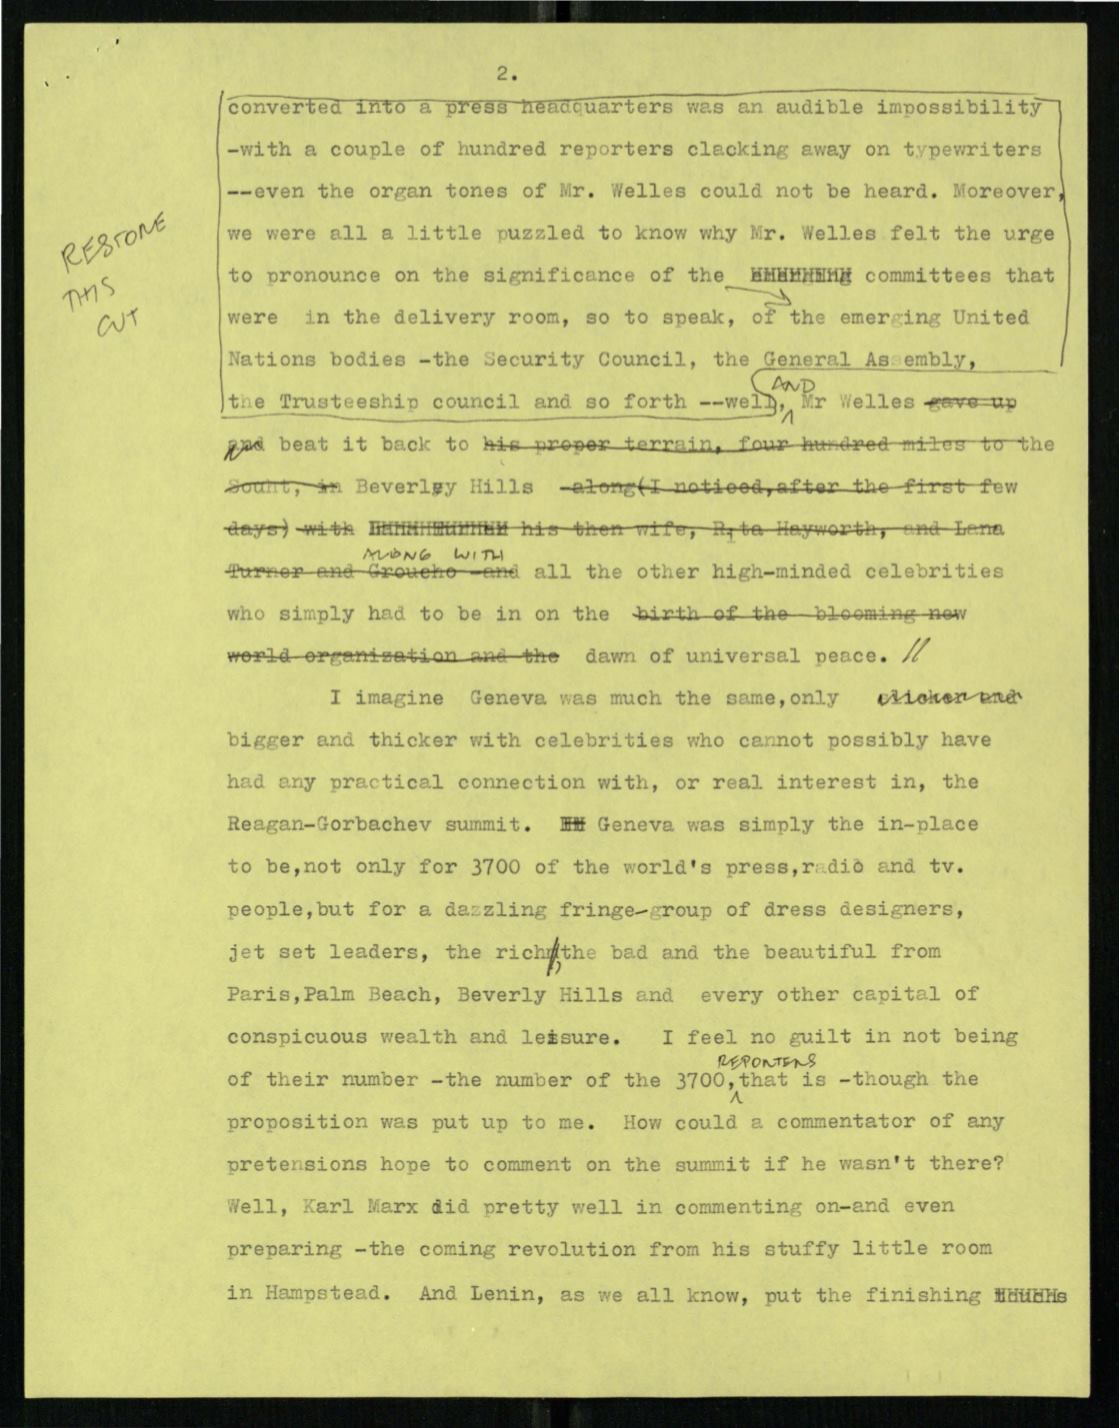 2.
converted into a press headquarters was an audible impossibility
-with a couple of hundred reporters clacking away on typewriters
--even the organ tones of Mr. Welles could not be heard. Moreover,
we were all a little puzzled to know why Mr. Welles felt the urge
RESTORE
THIS
CUT
to pronounce on the significance of the committees that
were in the delivery room, so to speak, of the emerging United
Nations bodies -the Security Council, the General Assembly,
AND
the Trusteeship council and so forth --well, Mr Welles gave up
and beat it back to his proper terrain, four hundred miles to the
Sount, in Beverley Hills -along(I noticed,after the first few
days) with his then wife, Rita Hayworth, and Lana
ALONG WITH
Turner and Groucho -and all the other high-minded celebrities
who simply had to be in on the birth of the blooming new
world organization and the dawn of universal peace. //
I imagine Geneva was much the same,only slicker and
bigger and thicker with celebrities who cannot possibly have
had any practical connection with, or real interest in, the
Reagan-Gorbachev summit. Geneva was simply the in-place
to be,not only for 3700 of the world's press,radio and tv.
people,but for a dazzling fringe-group of dress designers,
jet set leaders, the rich, the bad and the beautiful from
Paris,Palm Beach, Beverly Hills and every other capital of
conspicuous wealth and leisure. I feel no guilt in not being
REPORTERS
of their number -the number of the 3700,that is -though the
proposition was put up to me. How could a commentator of any
pretensions hope to comment on the summit if he wasn't there?
Well, Karl Marx did pretty well in commenting on-and even
preparing -the coming revolution from his stuffy little room
in Hampstead. And Lenin, as we all know, put the finishing